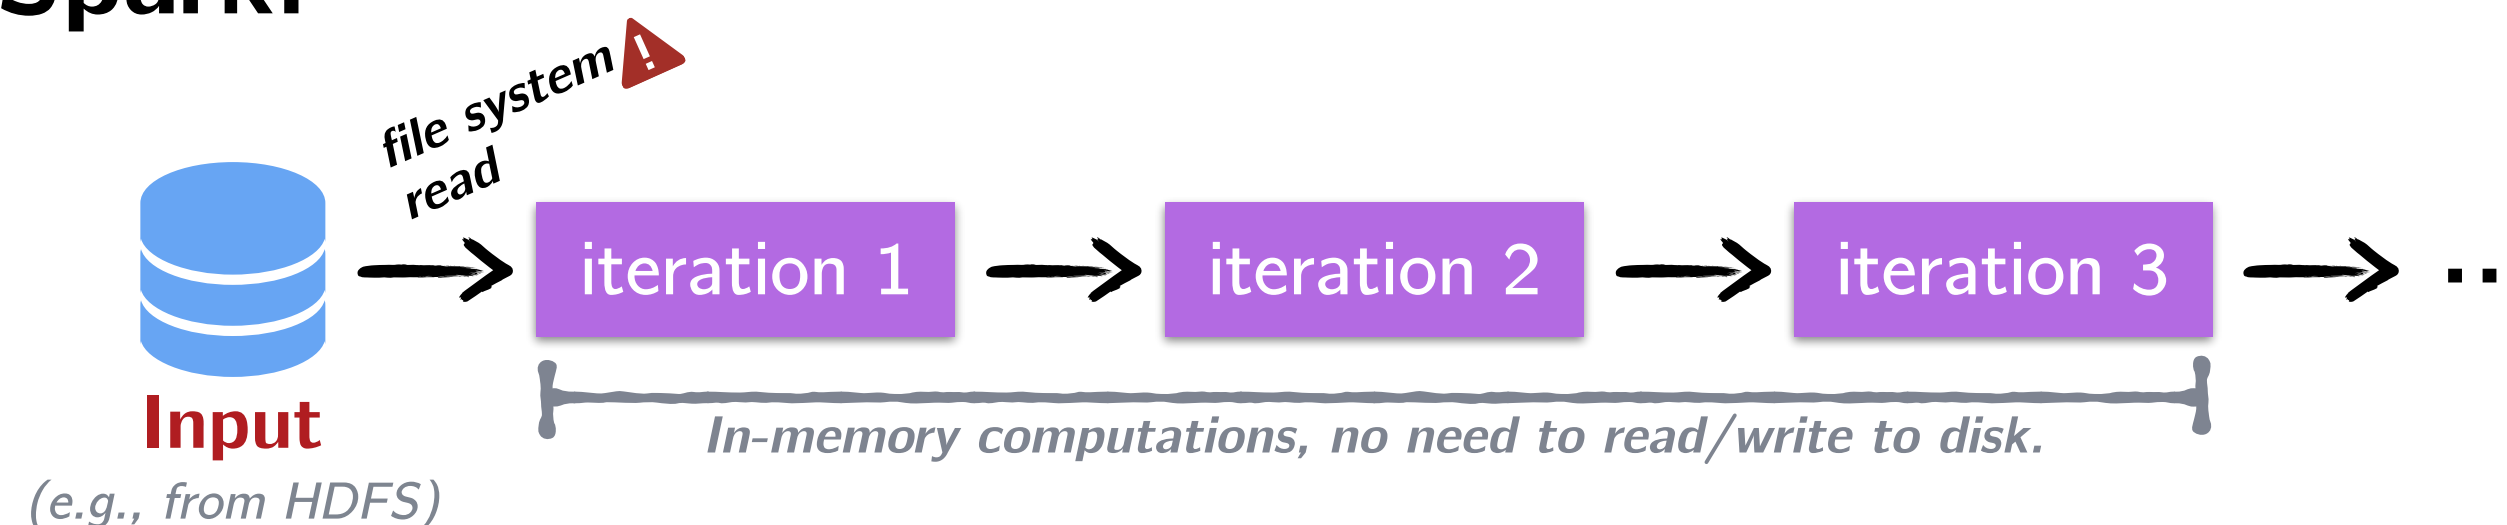 Spark:
file system
read
iteration 1
iteration 2
iteration 3
..
Input
In-memory computations, no need to read/write to disk.
(e.g., from HDFS)